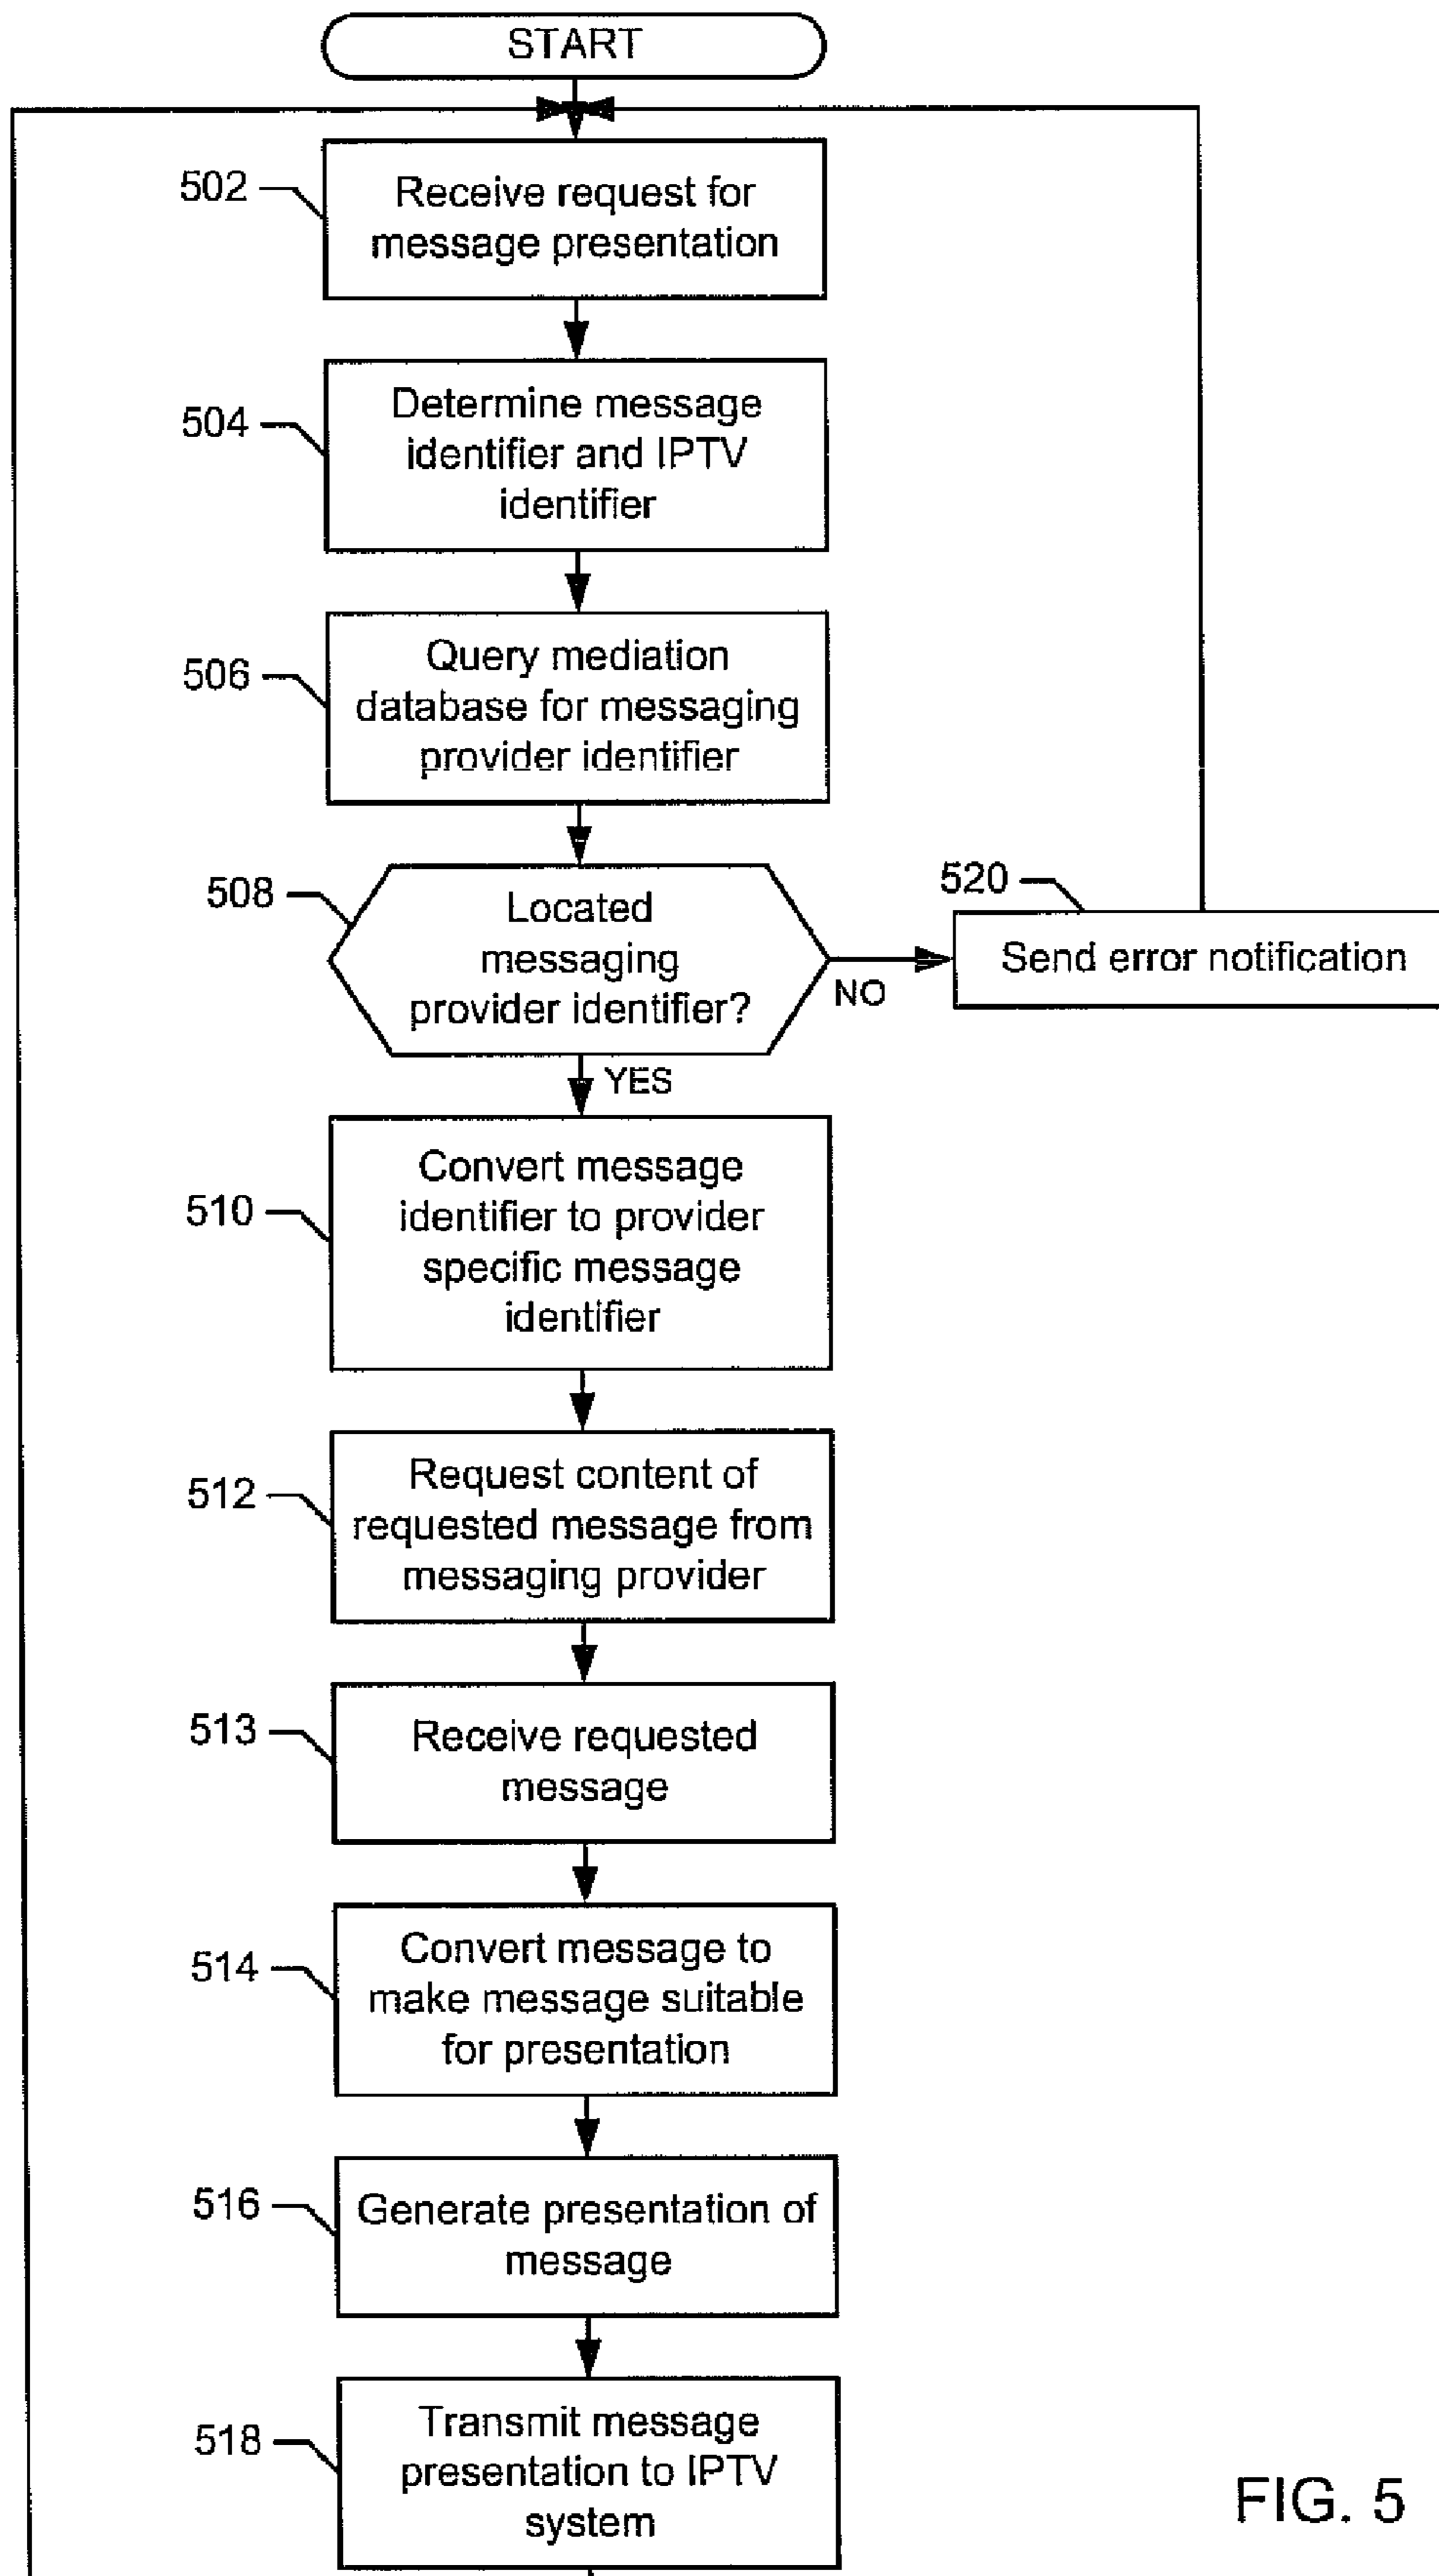 START
502
Receive request for
message presentation
504
Determine message
identifier and IPTV
identifier
506
Query mediation
database for messaging
provider identifier
508
Located
messaging
provider identifier?
NO
520
Send error notification
YES
510
Convert message
identifier to provider
specific message
identifier
512
Request content of
requested message from
messaging provider
513
Receive requested
message
514
Convert message to
make message suitable
for presentation
516
Generate presentation of
message
518
Transmit message
presentation to IPTV
system
FIG. 5